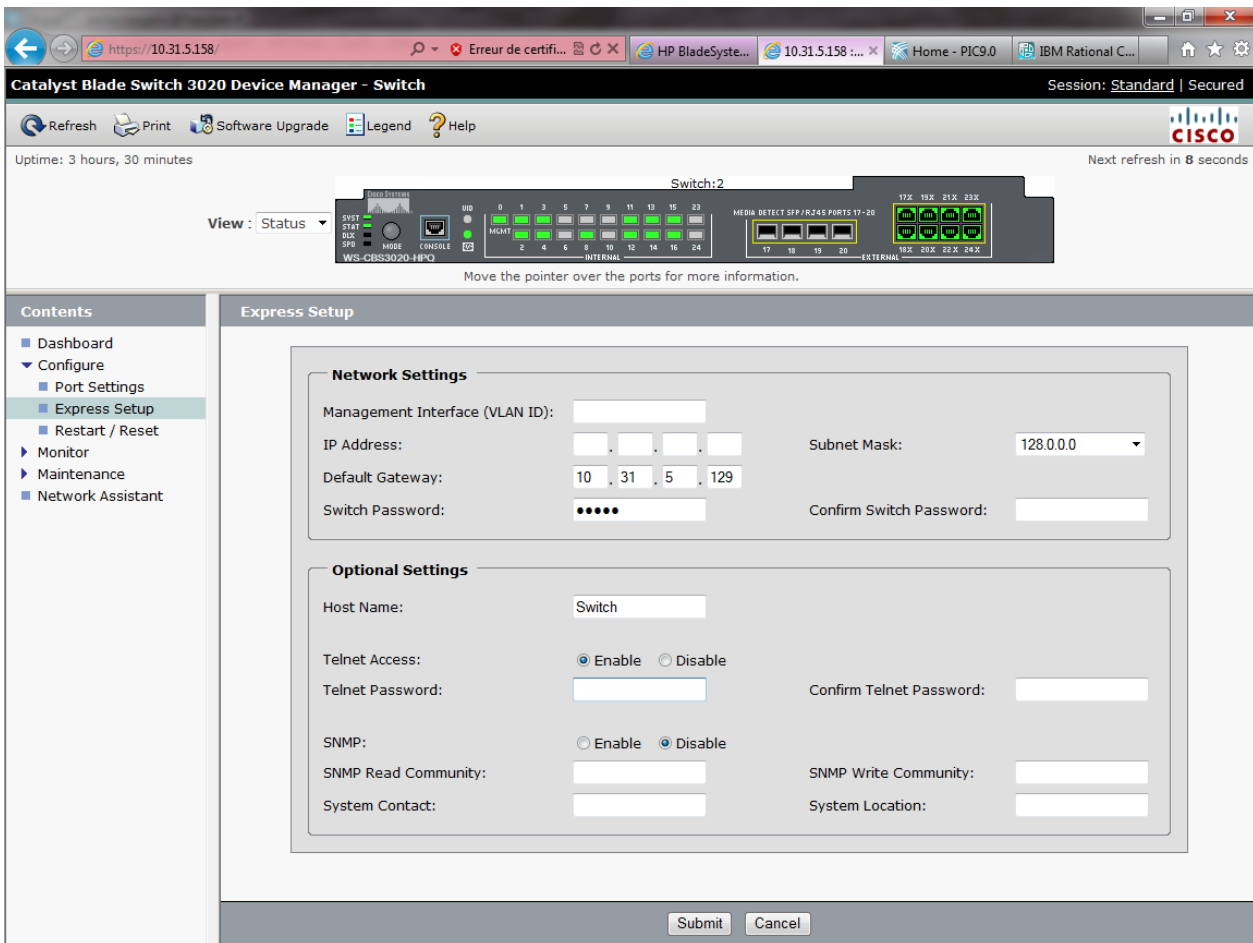 https://10.31.5.158/
Erreur de certifi...
HP BladeSyste...
10.31.5.158 :...
Home - PIC9.0
IBM Rational C...
Catalyst Blade Switch 3020 Device Manager - Switch
Session: Standard | Secured
Refresh Print Software Upgrade Legend Help
CISCO
Uptime: 3 hours, 30 minutes
Next refresh in 8 seconds
View : Status
Switch:2
CISCO SYSTEMS
SYST
STAT
DLX
SPD
MODE
CONSOLE
UID
MGMT
0 1 3 5 7 9 11 13 15 23
2 4 6 8 10 12 14 16 24
INTERNAL
MEDIA DETECT SFP/RJ45 PORTS 17-20
17 18 19 20
17X 19X 21X 23X
18X 20X 22X 24X
EXTERNAL
WS-CBS3020-HPQ
Move the pointer over the ports for more information.
Contents
Dashboard
Configure
Port Settings
Express Setup
Restart / Reset
Monitor
Maintenance
Network Assistant
Express Setup
Network Settings
Management Interface (VLAN ID):
IP Address: . . .
Subnet Mask: 128.0.0.0
Default Gateway: 10 . 31 . 5 . 129
Switch Password: •••••
Confirm Switch Password:
Optional Settings
Host Name: Switch
Telnet Access: Enable Disable
Telnet Password:
Confirm Telnet Password:
SNMP: Enable Disable
SNMP Read Community:
SNMP Write Community:
System Contact:
System Location:
Submit Cancel